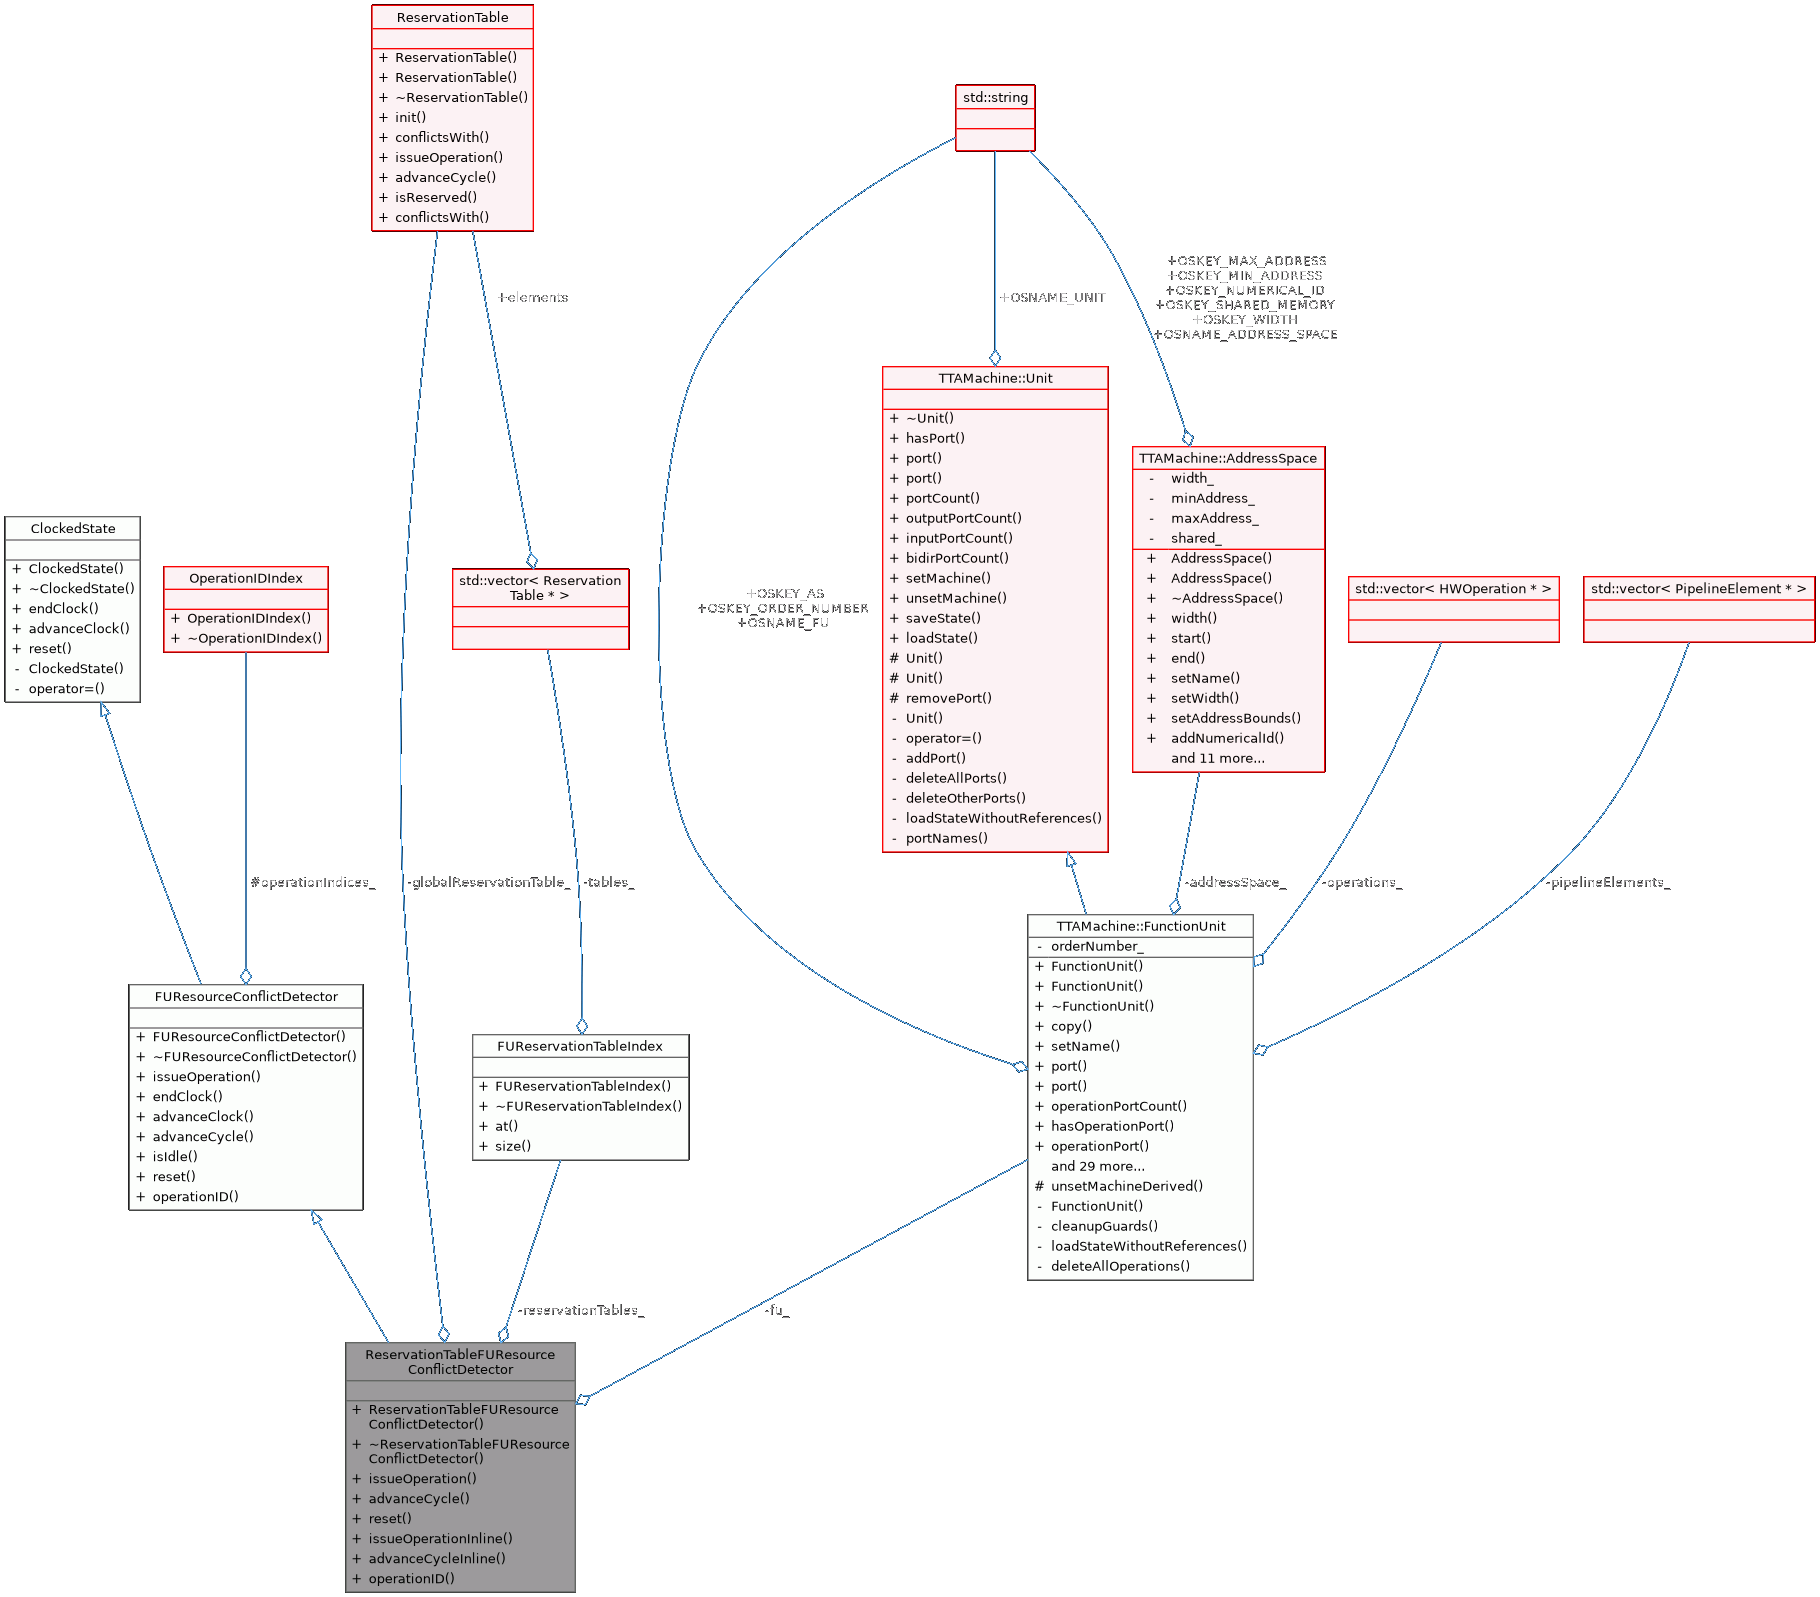 ReservationTable
+ ReservationTable()
+ ReservationTable()
+ ~ReservationTable()
+ init()
+ conflictsWith()
+ issueOperation()
+ advanceCycle()
+ isReserved()
+ conflictsWith()
std::string
+elements
+OSNAME_UNIT
+OSKEY_MAX_ADDRESS
+OSKEY_MIN_ADDRESS
+OSKEY_NUMERICAL_ID
+OSKEY_SHARED_MEMORY
+OSKEY_WIDTH
+OSNAME_ADDRESS_SPACE
TTAMachine::Unit
+ ~Unit()
+ hasPort()
+ port()
+ port()
+ portCount()
+ outputPortCount()
+ inputPortCount()
+ bidirPortCount()
+ setMachine()
+ unsetMachine()
+ saveState()
+ loadState()
# Unit()
# Unit()
# removePort()
- Unit()
- operator=()
- addPort()
- deleteAllPorts()
- deleteOtherPorts()
- loadStateWithoutReferences()
- portNames()
TTAMachine::AddressSpace
- width_
- minAddress_
- maxAddress_
- shared_
+ AddressSpace()
+ AddressSpace()
+ ~AddressSpace()
+ width()
+ start()
+ end()
+ setName()
+ setWidth()
+ setAddressBounds()
+ addNumericalId()
and 11 more...
ClockedState
+ ClockedState()
+ ~ClockedState()
+ endClock()
+ advanceClock()
+ reset()
- ClockedState()
- operator=()
OperationIDIndex
+ OperationIDIndex()
+ ~OperationIDIndex()
std::vector< Reservation
Table * >
+OSKEY_AS
+OSKEY_ORDER_NUMBER
+OSNAME_FU
std::vector< HWOperation * >
std::vector< PipelineElement * >
#operationIndices_
-globalReservationTable_
-tables_
-addressSpace_
-operations_
-pipelineElements_
FUResourceConflictDetector
+ FUResourceConflictDetector()
+ ~FUResourceConflictDetector()
+ issueOperation()
+ endClock()
+ advanceClock()
+ advanceCycle()
+ isIdle()
+ reset()
+ operationID()
FUReservationTableIndex
+ FUReservationTableIndex()
+ ~FUReservationTableIndex()
+ at()
+ size()
TTAMachine::FunctionUnit
- orderNumber_
+ FunctionUnit()
+ FunctionUnit()
+ ~FunctionUnit()
+ copy()
+ setName()
+ port()
+ port()
+ operationPortCount()
+ hasOperationPort()
+ operationPort()
and 29 more...
# unsetMachineDerived()
- FunctionUnit()
- cleanupGuards()
- loadStateWithoutReferences()
- deleteAllOperations()
-reservationTables_
-fu_
ReservationTableFUResource
ConflictDetector
+ ReservationTableFUResource
ConflictDetector()
+ ~ReservationTableFUResource
ConflictDetector()
+ issueOperation()
+ advanceCycle()
+ reset()
+ issueOperationInline()
+ advanceCycleInline()
+ operationID()